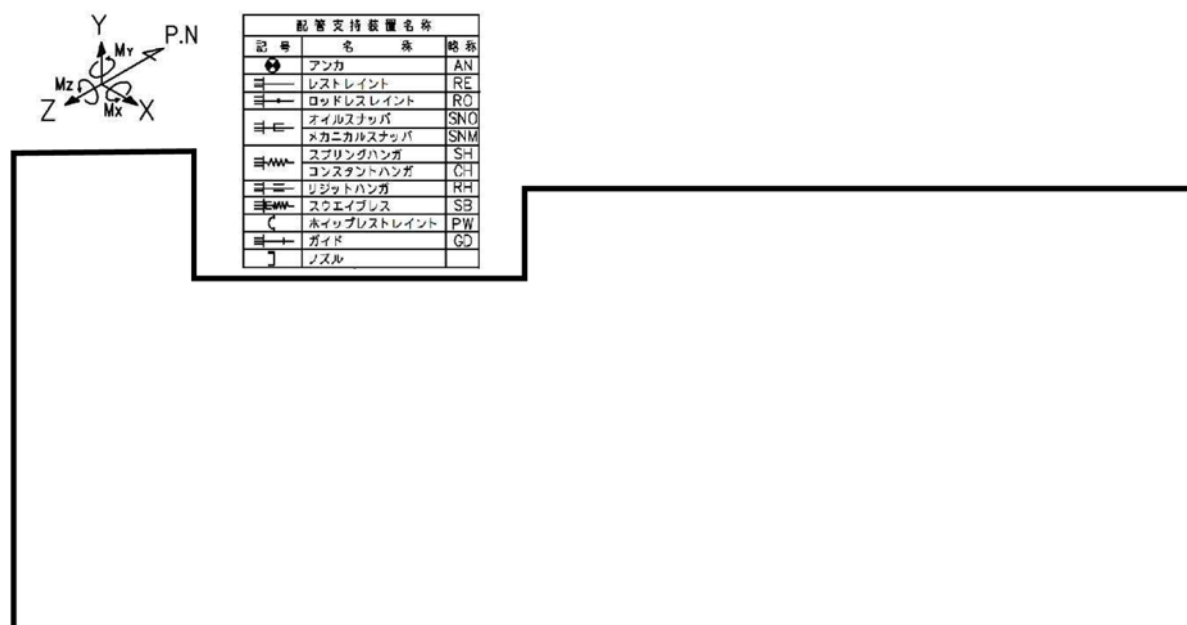 Y
P.N
MY
MZ
Z
MX
X
配管支持装置名称
記号 名称 略称
アンカ AN
レストレイント RE
ロッドレスレイント RO
オイルスナッバ SNO
メカニカルスナッバ SNM
スプリングハンガ SH
コンスタントハンガ CH
リジットハンガ RH
スウエイブレス SB
ホイップレストレイント PW
ガイド GD
ノズル